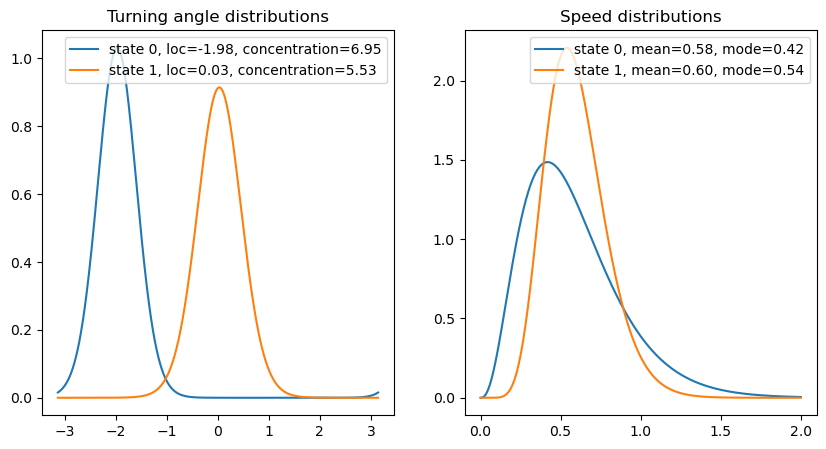 Turning angle distributions
state 0, loc=-1.98, concentration=6.95
state 1, loc=0.03, concentration=5.53
1.0
0.8
0.6
0.4
0.2
0.0
−3 −2 −1 0 1 2 3
Speed distributions
state 0, mean=0.58, mode=0.42
state 1, mean=0.60, mode=0.54
2.0
1.5
1.0
0.5
0.0
0.0 0.5 1.0 1.5 2.0